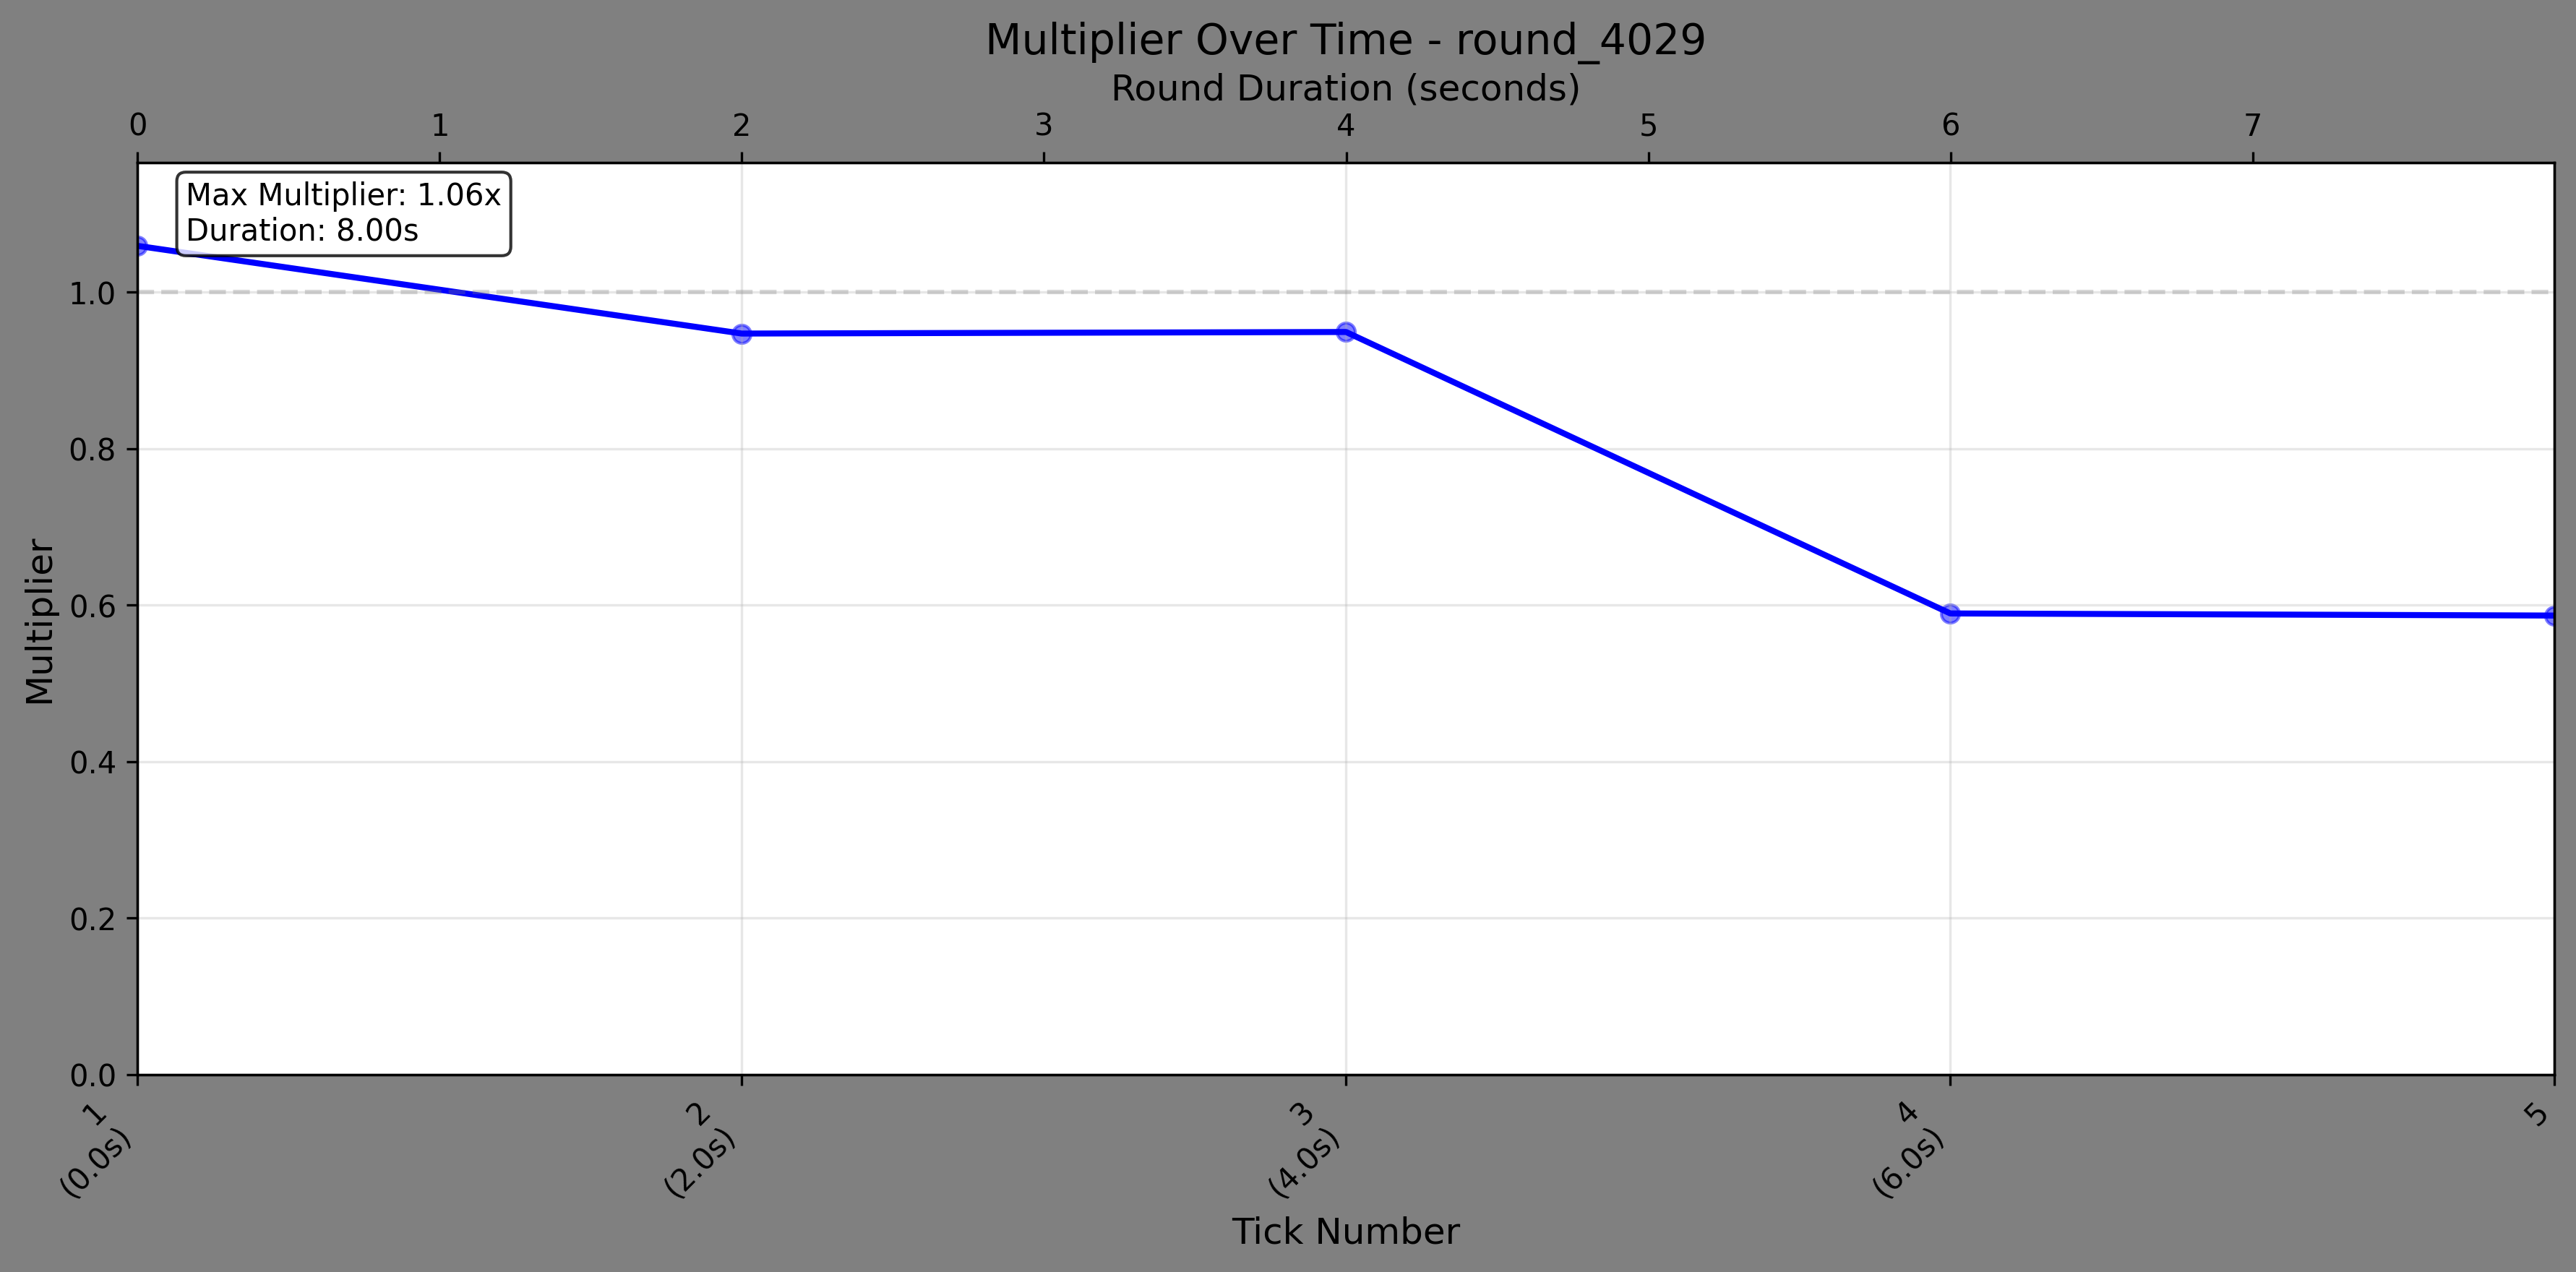 Multiplier Over Time - round_4029
Round Duration (seconds)
0 1 2 3 4 5 6 7
Max Multiplier: 1.06x
Duration: 8.00s
Multiplier
1.0
0.8
0.6
0.4
0.2
0.0
1
(0.0s)
2
(2.0s)
3
(4.0s)
4
(6.0s)
5
Tick Number